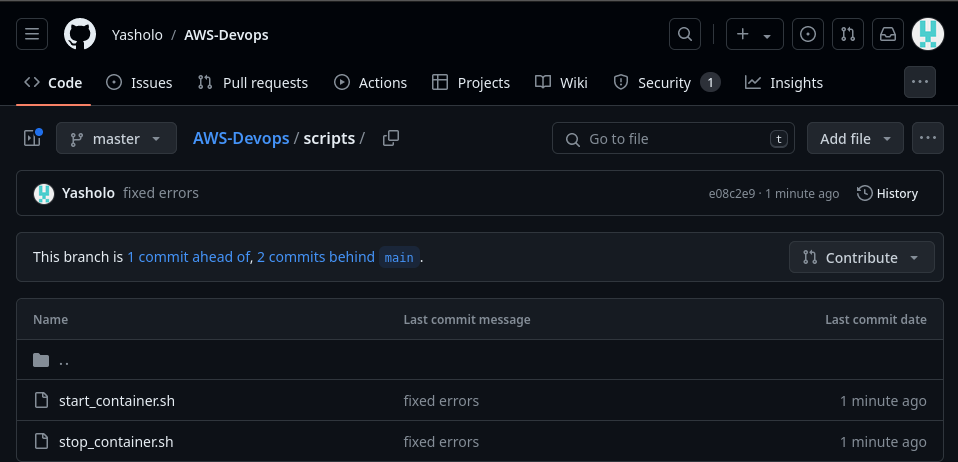 Yasholo / AWS-Devops
Code Issues Pull requests Actions Projects Wiki Security 1 Insights
master AWS-Devops / scripts / Go to file t Add file
Yasholo fixed errors e08c2e9 · 1 minute ago History
This branch is 1 commit ahead of, 2 commits behind main . Contribute
Name Last commit message Last commit date
..
start_container.sh fixed errors 1 minute ago
stop_container.sh fixed errors 1 minute ago